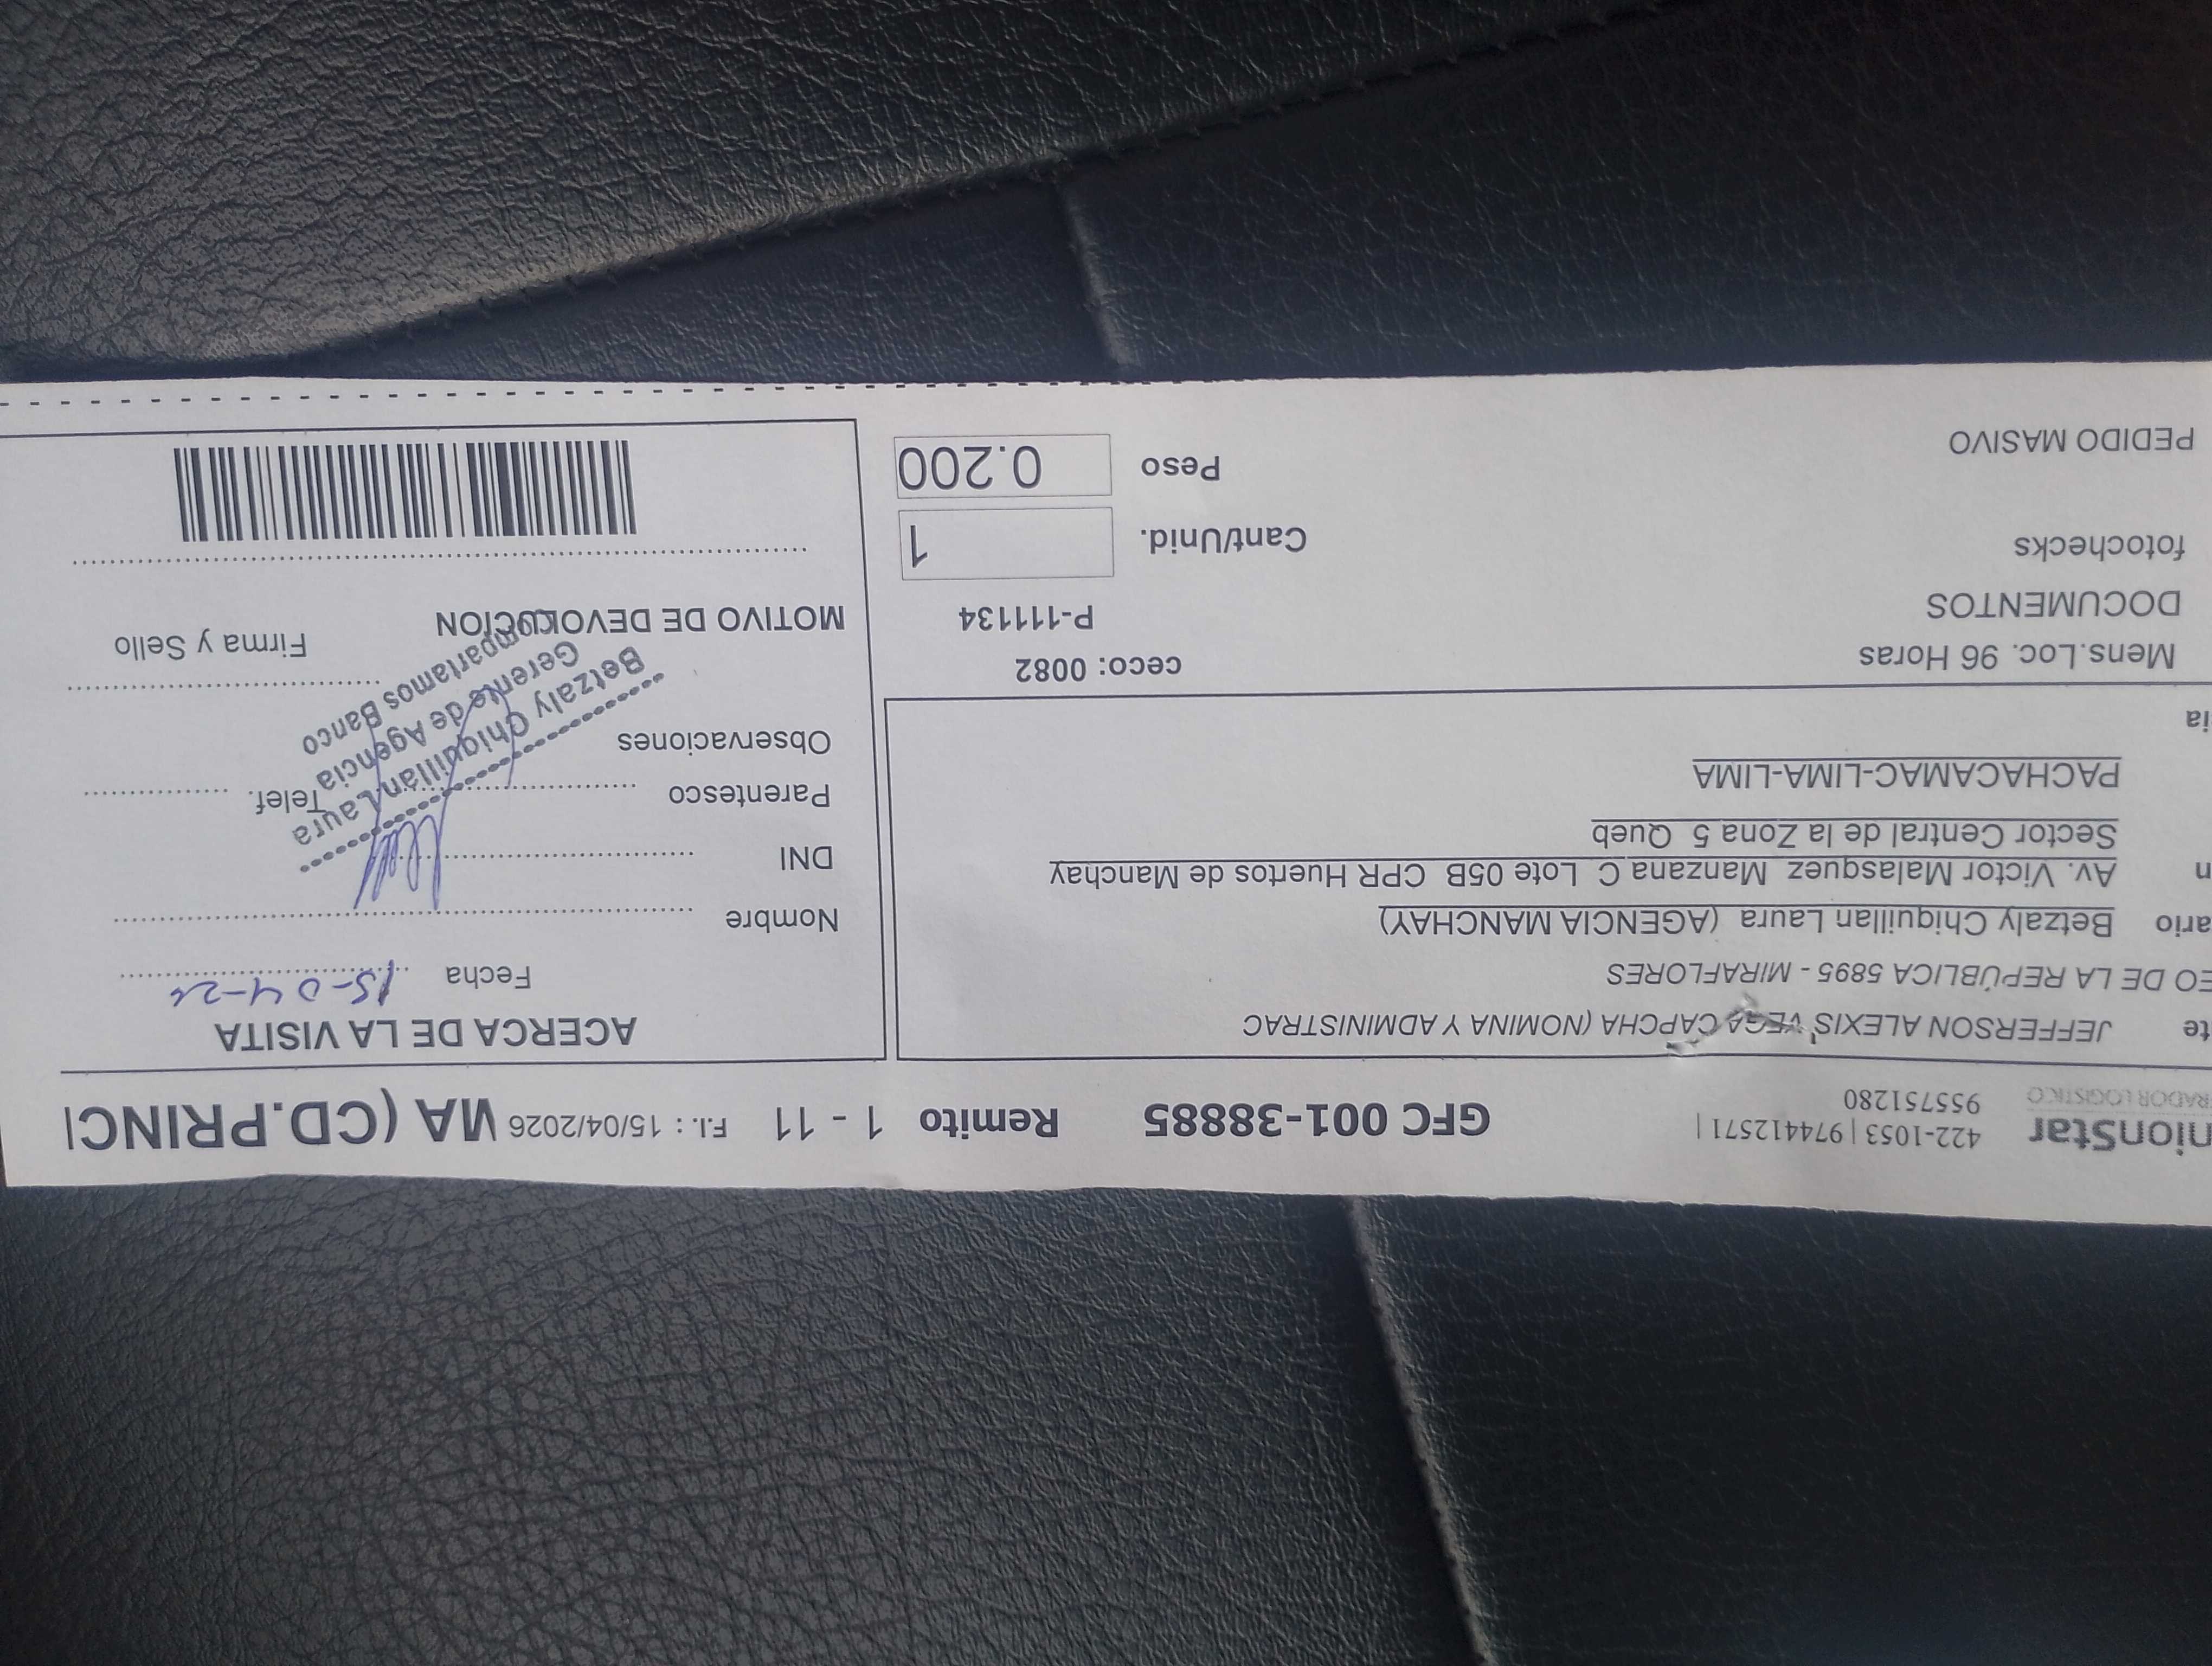 nionStar
RADOR LOGISTICO
422-1053 | 974412571 |
955751280
GFC 001-38885 Remito 1 - 11 F.I. : 15/04/2026 MA (CD.PRINCI
te JEFFERSON ALEXIS VEGA CAPCHA (NOMINA Y ADMINISTRAC
EO DE LA REPÚBLICA 5895 - MIRAFLORES
ario Betzaly Chiquillan Laura (AGENCIA MANCHAY)
n Av. Victor Malasquez Manzana C Lote 05B CPR Huertos de Manchay
Sector Central de la Zona 5 Queb
PACHACAMAC-LIMA-LIMA
ia
Mens.Loc. 96 Horas
ceco: 0082
DOCUMENTOS
P-111134
fotochecks
Cant/Unid. 1
PEDIDO MASIVO
Peso 0.200
ACERCA DE LA VISITA
Fecha 15-04-26
Nombre
DNI
Parentesco Telef.
Observaciones
Betzaly Chiquillan Laura
Gerente de Agencia
Compartamos Banco
MOTIVO DE DEVOLUCION
Firma y Sello